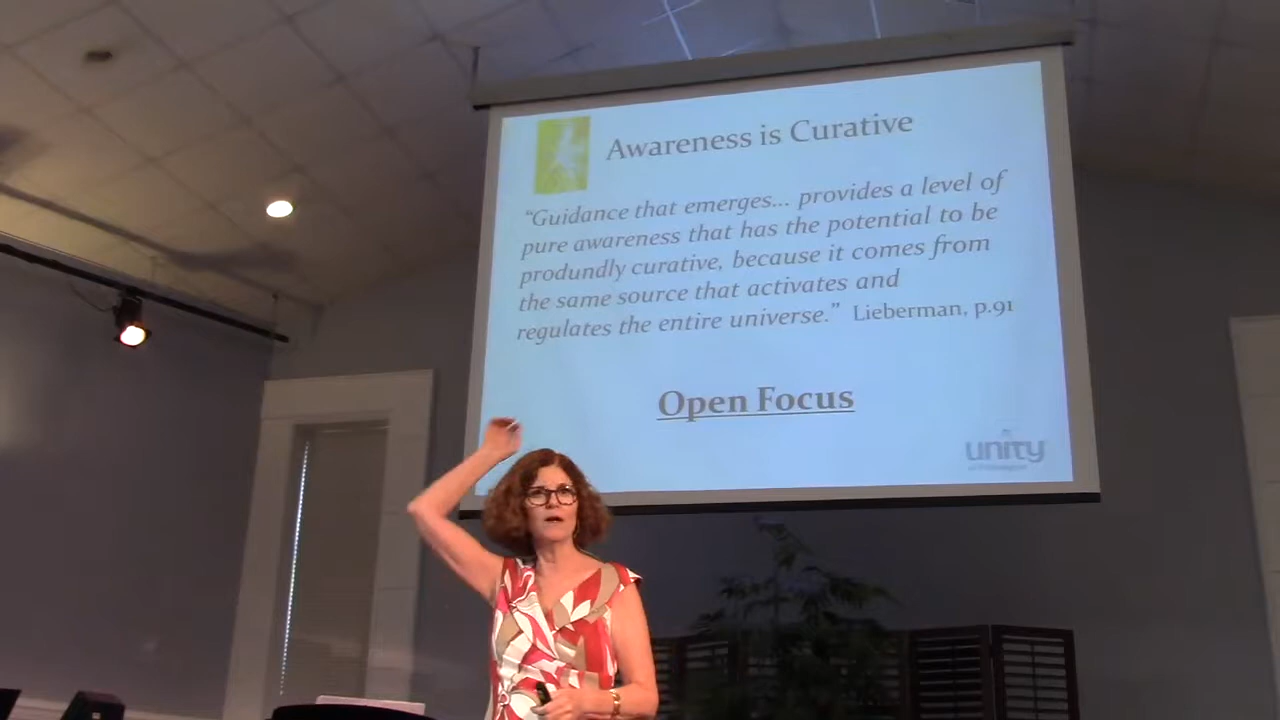 Awareness is Curative
“Guidance that emerges... provides a level of
pure awareness that has the potential to be
produndly curative, because it comes from
the same source that activates and
regulates the entire universe.” Lieberman, p.91
Open Focus
unity